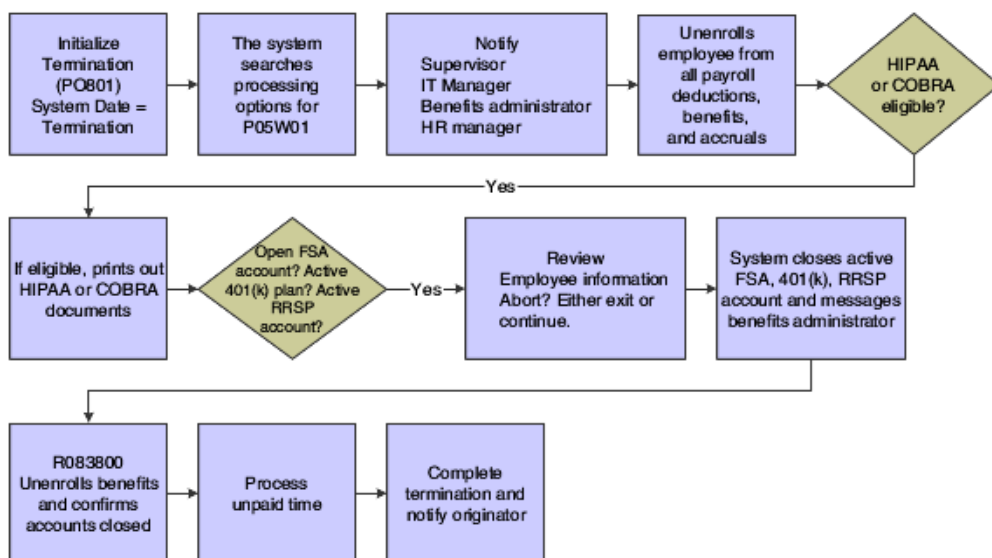 Initialize
Termination
(PO801)
System Date =
Termination
The system
searches
processing
options for
P05W01
Notify
Supervisor
IT Manager
Benefits administrator
HR manager
Unenrolls
employee from
all payroll
deductions,
benefits,
and accruals
HIPAA
or COBRA
eligible?
Yes
If eligible, prints out
HIPAA or COBRA
documents
Open FSA
account? Active
401(k) plan? Active
RRSP
account?
Yes
Review
Employee information
Abort? Either exit or
continue.
System closes active
FSA, 401(k), RRSP
account and messages
benefits administrator
R083800
Unenrolls benefits
and confirms
accounts closed
Process
unpaid time
Complete
termination and
notify originator